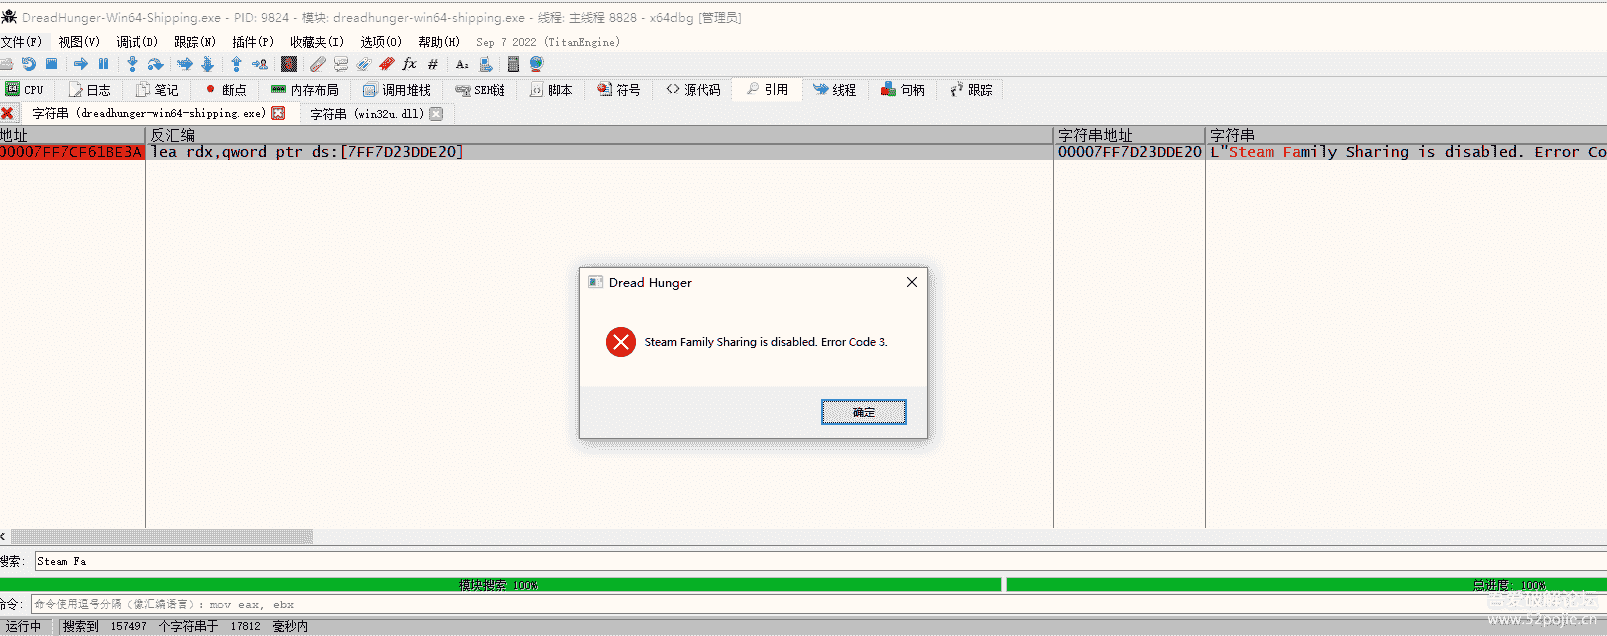 DreadHunger-Win64-Shipping.exe - PID: 9824 - 模块: dreadhunger-win64-shipping.exe - 线程: 主线程 8828 - x64dbg [管理员]
文件(F) 视图(V) 调试(D) 跟踪(N) 插件(P) 收藏夹(I) 选项(O) 帮助(H) Sep 7 2022 (TitanEngine)
CPU 日志 笔记 断点 内存布局 调用堆栈 SEH链 脚本 符号 源代码 引用 线程 句柄 跟踪
字符串 (dreadhunger-win64-shipping.exe) 字符串 (win32u.dll)
地址 反汇编 字符串地址 字符串
00007FF7CF61BE3A lea rdx,qword ptr ds:[7FF7D23DDE20] 00007FF7D23DDE20 L"Steam Family Sharing is disabled. Error Co
Dread Hunger
Steam Family Sharing is disabled. Error Code 3.
确定
搜索: Steam Fa
模块搜索 100% 总进度: 100%
命令: 命令使用逗号分隔（像汇编语言）: mov eax, ebx
运行中 搜索到 157497 个字符串于 17812 毫秒内
吾爱破解论坛
www.52pojie.cn